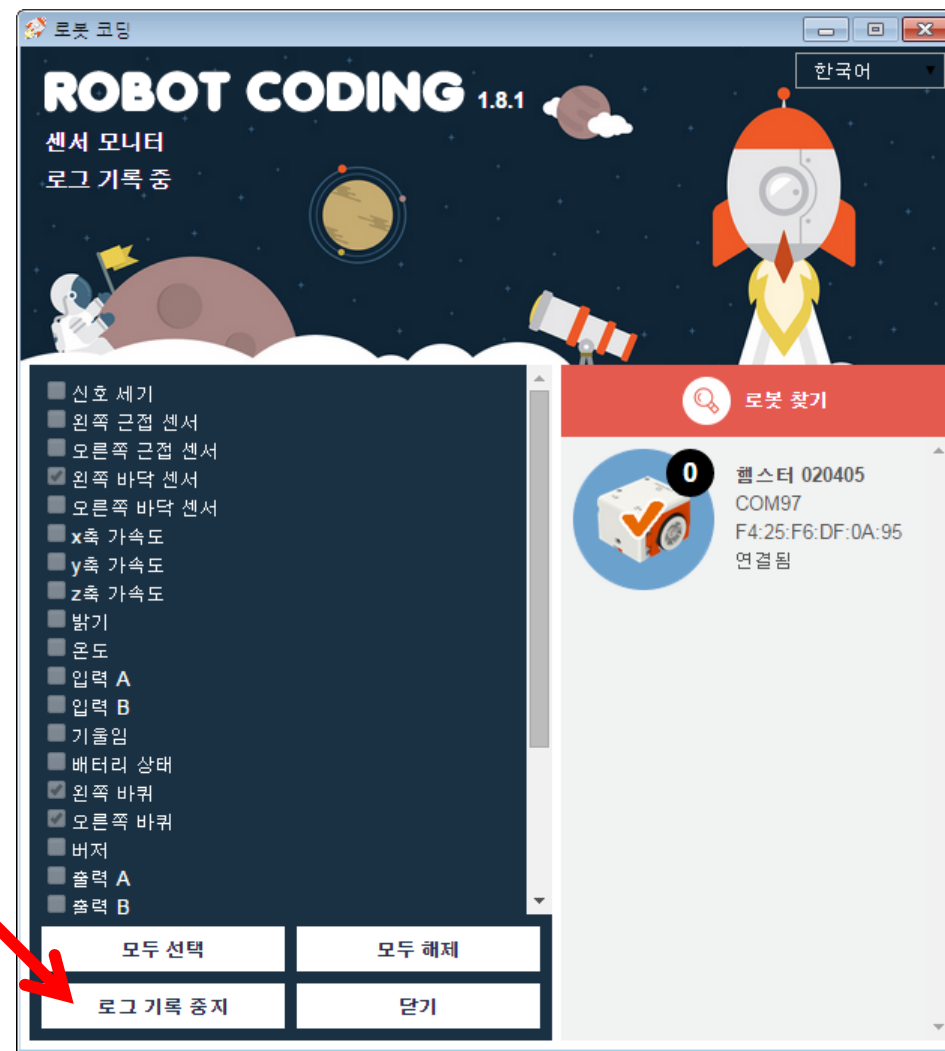 로봇 코딩
한국어
ROBOT CODING 1.8.1
센서 모니터
로그 기록 중
신호 세기
왼쪽 근접 센서
오른쪽 근접 센서
왼쪽 바닥 센서
오른쪽 바닥 센서
x축 가속도
y축 가속도
z축 가속도
밝기
온도
입력 A
입력 B
기울임
배터리 상태
왼쪽 바퀴
오른쪽 바퀴
버저
출력 A
출력 B
모두 선택
모두 해제
로그 기록 중지
닫기
로봇 찾기
0
햄스터 020405
COM97
F4:25:F6:DF:0A:95
연결됨